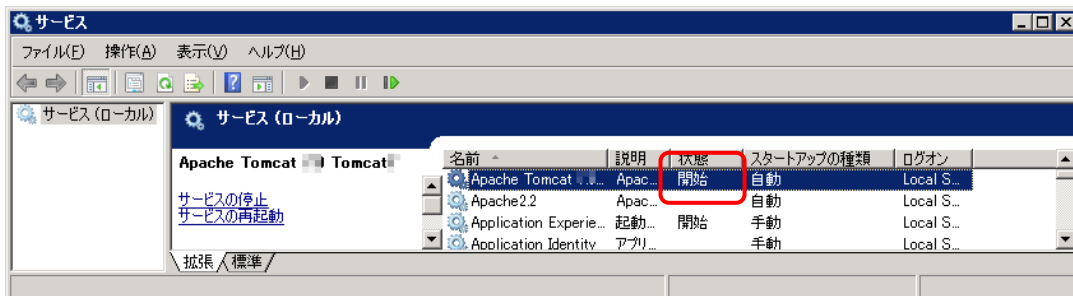 サービス
ファイル(F) 操作(A) 表示(V) ヘルプ(H)
サービス (ローカル)
サービス (ローカル)
Apache Tomcat Tomcat
サービスの停止
サービスの再起動
名前 説明 状態 スタートアップの種類 ログオン
Apache Tomcat ... Apac... 開始 自動 Local S...
Apache2.2 Apac... 自動 Local S...
Application Experie... 起動... 開始 手動 Local S...
Application Identity アプリ... 手動 Local S...
拡張 標準